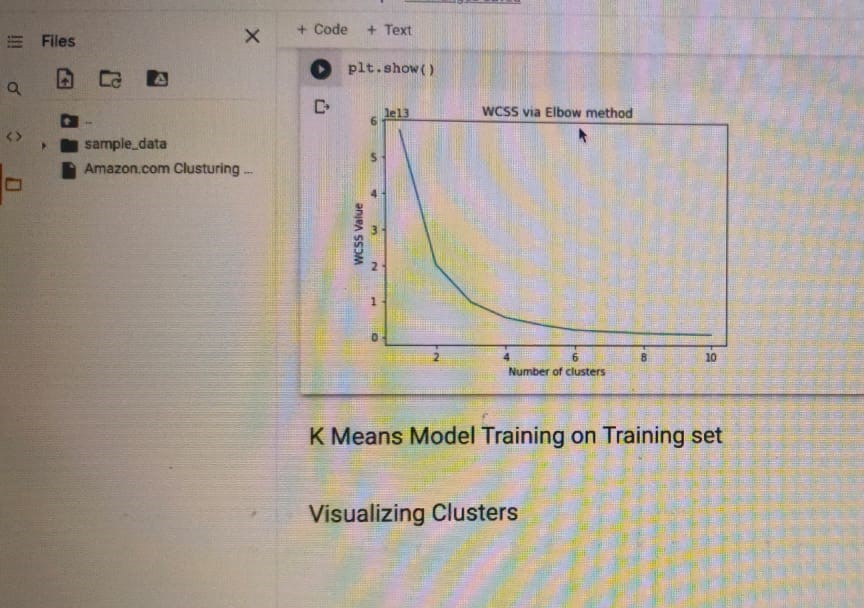 Files
sample_data
Amazon.com Clusturing ...
+ Code + Text
plt.show()
1e13
WCSS via Elbow method
6
5
4
3
2
1
0
WCSS Value
2 4 6 8 10
Number of clusters
K Means Model Training on Training set
Visualizing Clusters